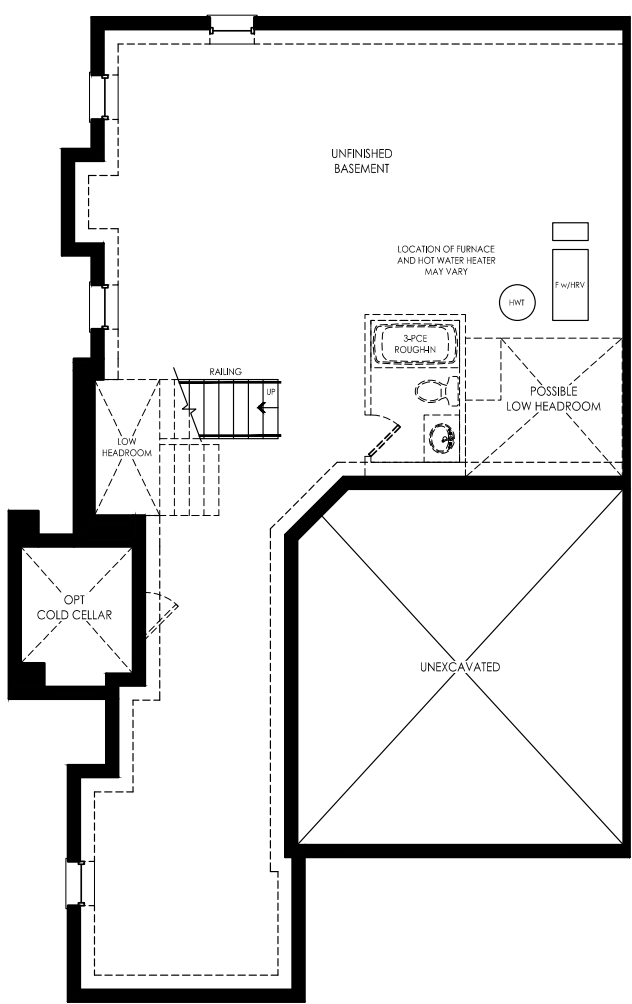 UNFINISHED
BASEMENT
LOCATION OF FURNACE
AND HOT WATER HEATER
MAY VARY
F w/HRV
HWT
3-PCE
ROUGH-IN
RAILING
UP
POSSIBLE
LOW HEADROOM
LOW
HEADROOM
OPT
COLD CELLAR
UNEXCAVATED